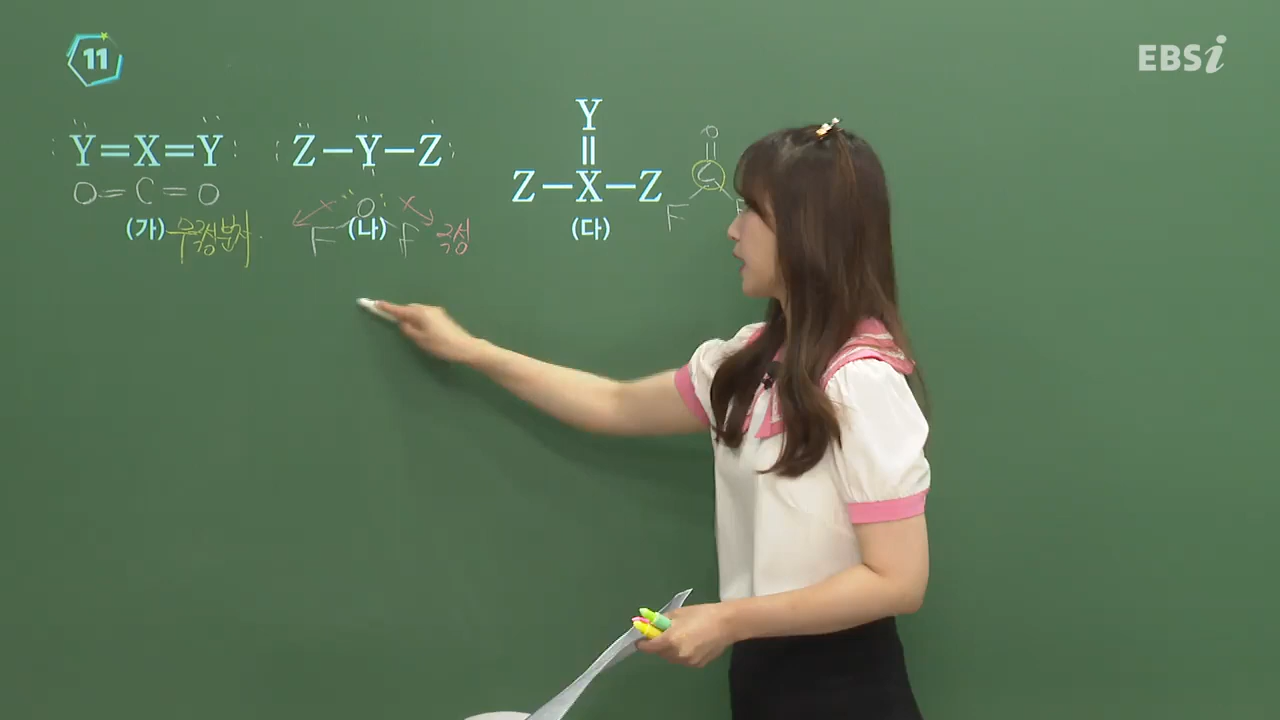 11
EBSi
Y=X=Y
O=C=O
(가) 무극성분자
Z-Y-Z
O
F (나) F 극성
Y
||
Z-X-Z
(다)
O
||
C
F F